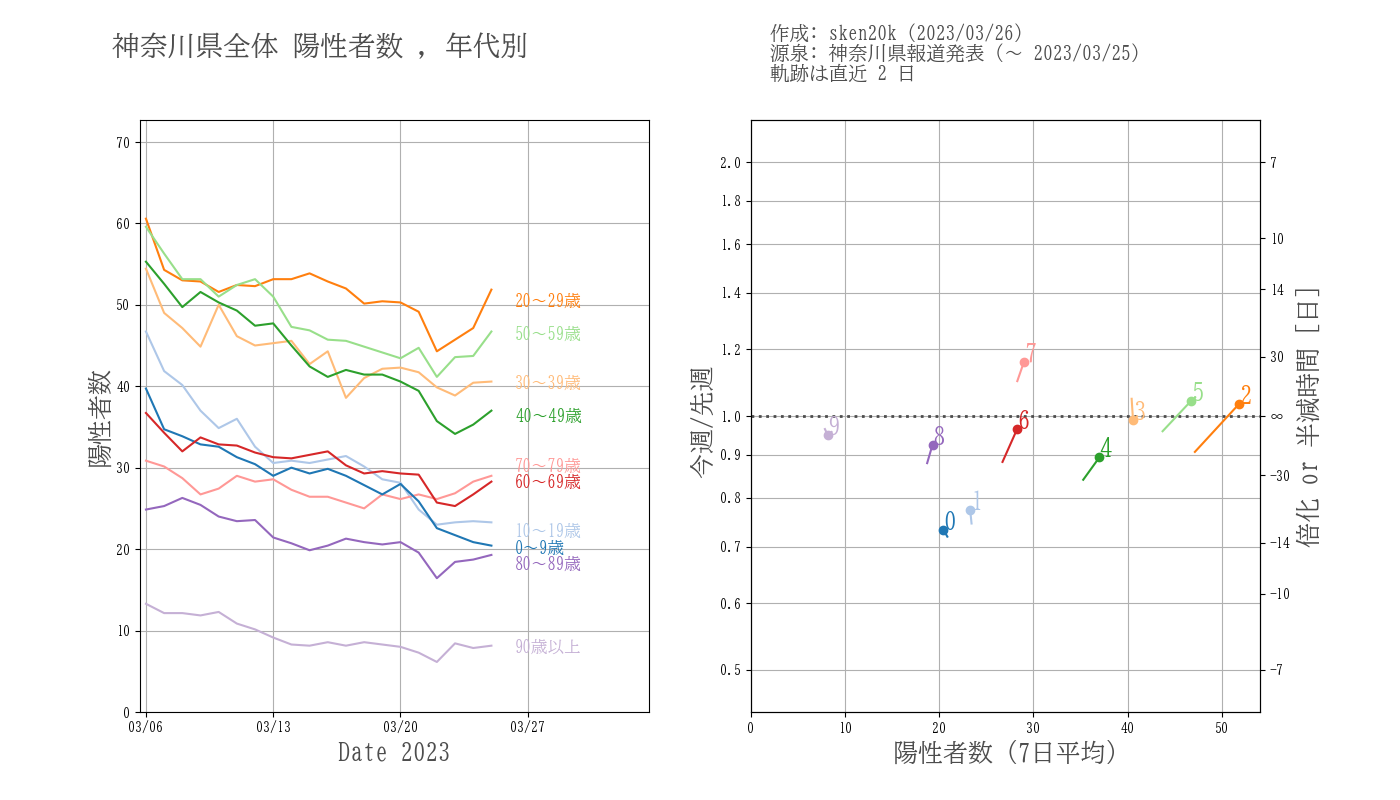 神奈川県全体 陽性者数 , 年代別
作成: sken20k (2023/03/26)
源泉: 神奈川県報道発表 (～ 2023/03/25)
軌跡は直近 2 日
陽性者数
70
60
50
40
30
20
10
0
03/06 03/13 03/20 03/27
Date 2023
20～29歳
50～59歳
30～39歳
40～49歳
70～79歳
60～69歳
10～19歳
0～9歳
80～89歳
90歳以上
今週/先週
2.0
1.8
1.6
1.4
1.2
1.0
0.9
0.8
0.7
0.6
0.5
7
5
2
3
6
9
8
4
1
0
0 10 20 30 40 50
陽性者数 (7日平均)
7
10
14
30
∞
−30
−14
−10
−7
倍化 or 半減時間 [日]